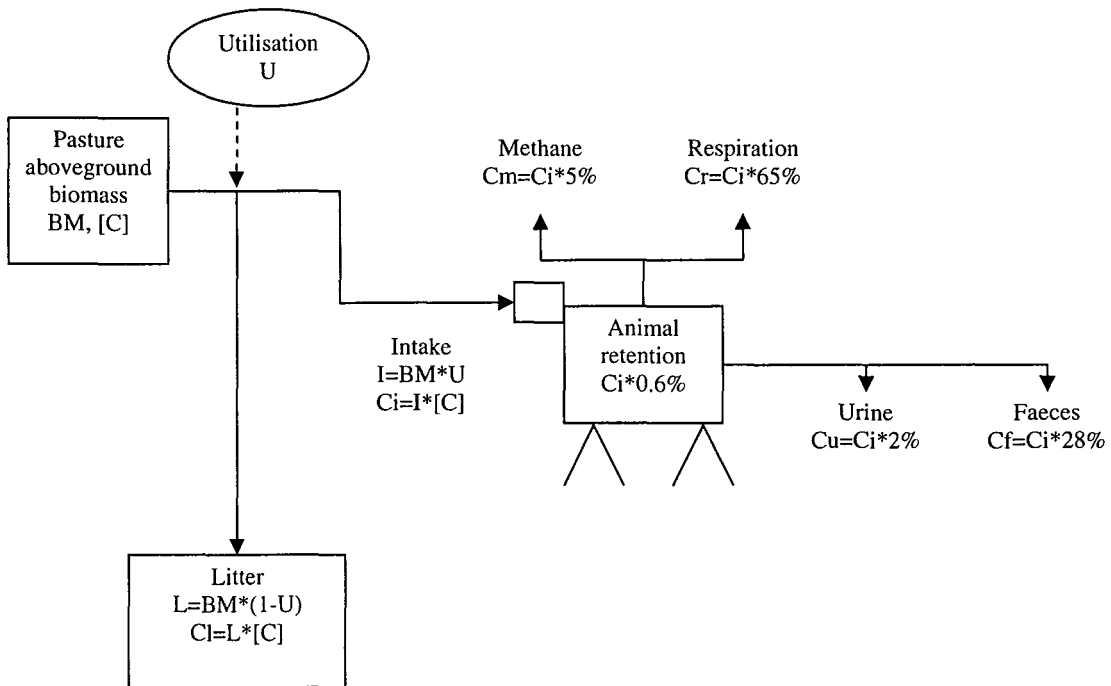 Utilisation
U
Pasture
aboveground
biomass
BM, [C]
Methane
Cm=Ci*5%
Respiration
Cr=Ci*65%
Intake
I=BM*U
Ci=I*[C]
Animal
retention
Ci*0.6%
Urine
Cu=Ci*2%
Faeces
Cf=Ci*28%
Litter
L=BM*(1-U)
Cl=L*[C]